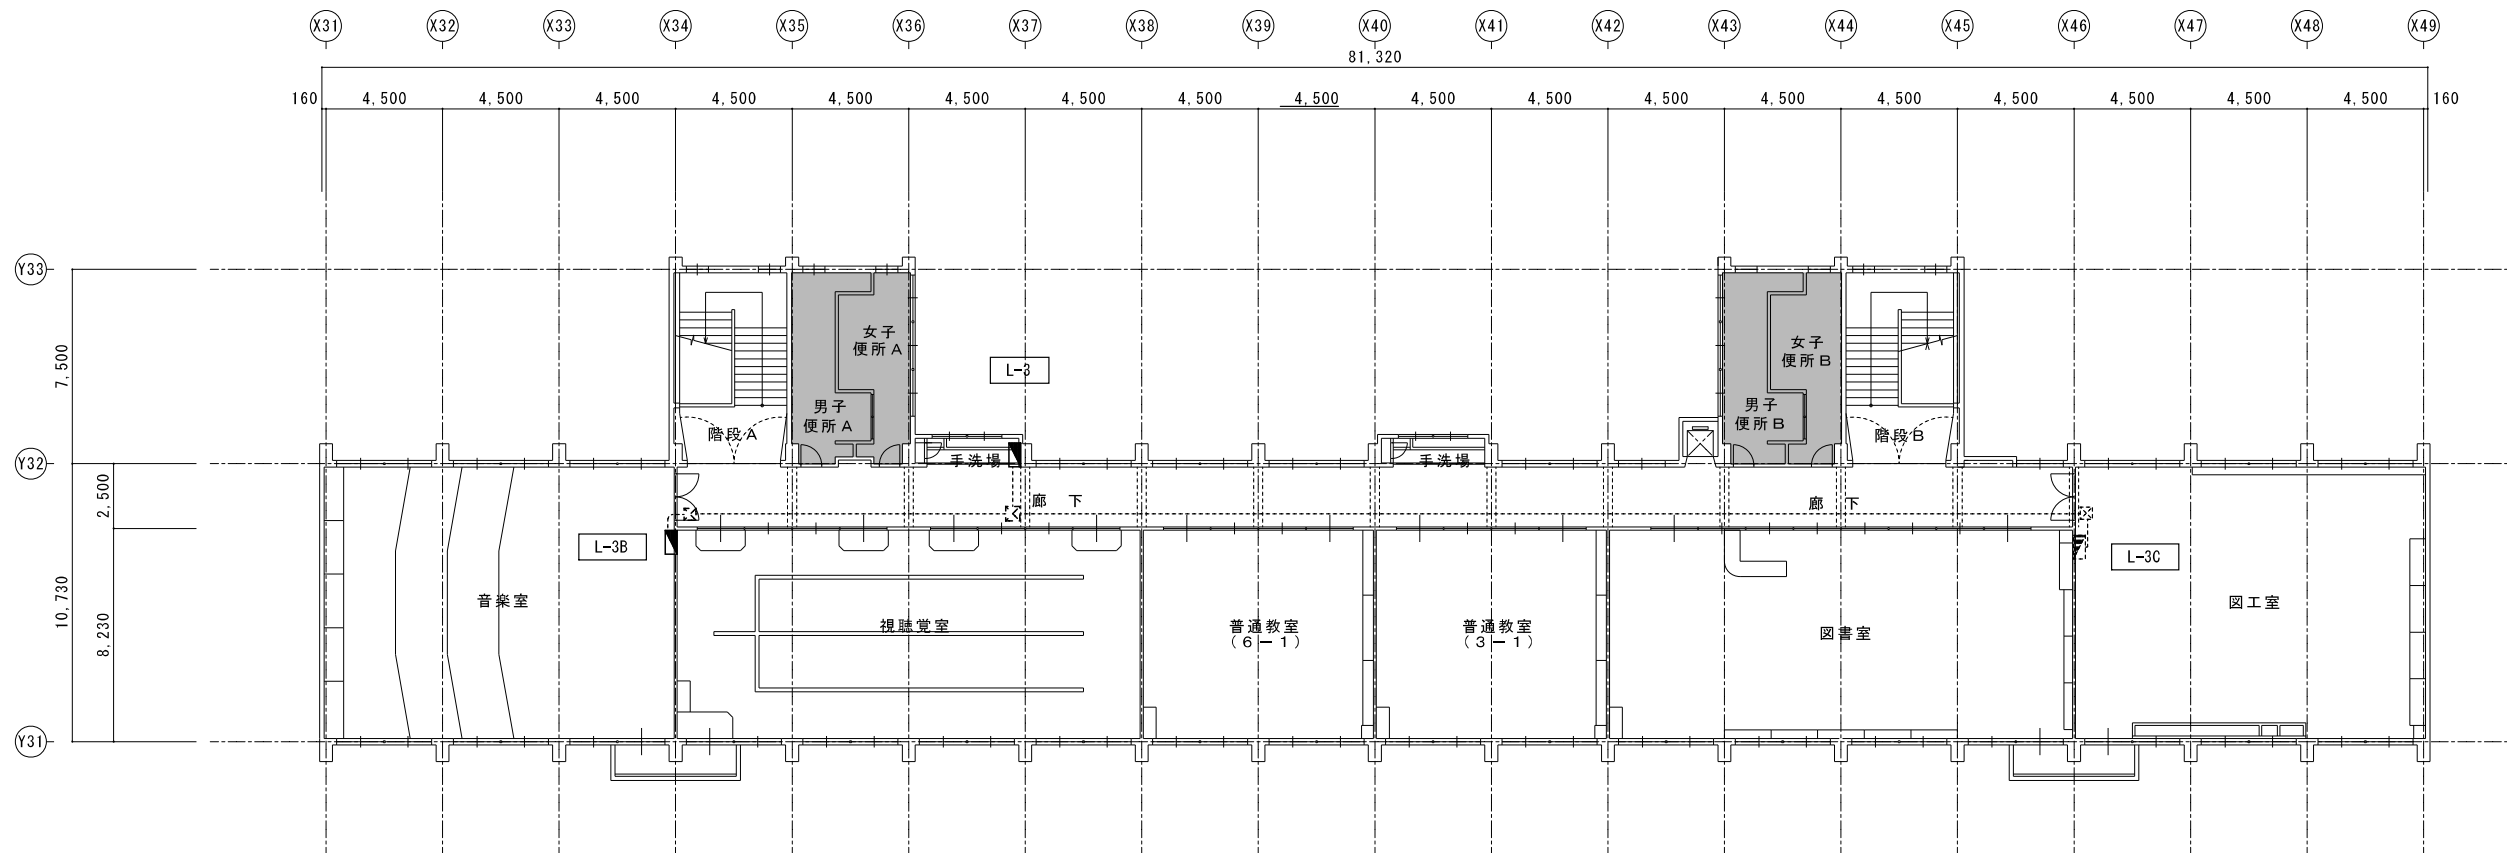 X31 X32 X33 X34 X35 X36 X37 X38 X39 X40 X41 X42 X43 X44 X45 X46 X47 X48 X49
81,320
160 4,500 4,500 4,500 4,500 4,500 4,500 4,500 4,500 4,500 4,500 4,500 4,500 4,500 4,500 4,500 4,500 4,500 4,500 160
Y33
7,500
女子
便所A
男子
便所A
階段A
L-3
手洗場
手洗場
女子
便所B
男子
便所B
階段B
Y32
2,500
廊 下
廊 下
L-3B
L-3C
10,730
8,230
音楽室
視聴覚室
普通教室
(6-1)
普通教室
(3-1)
図書室
図工室
Y31